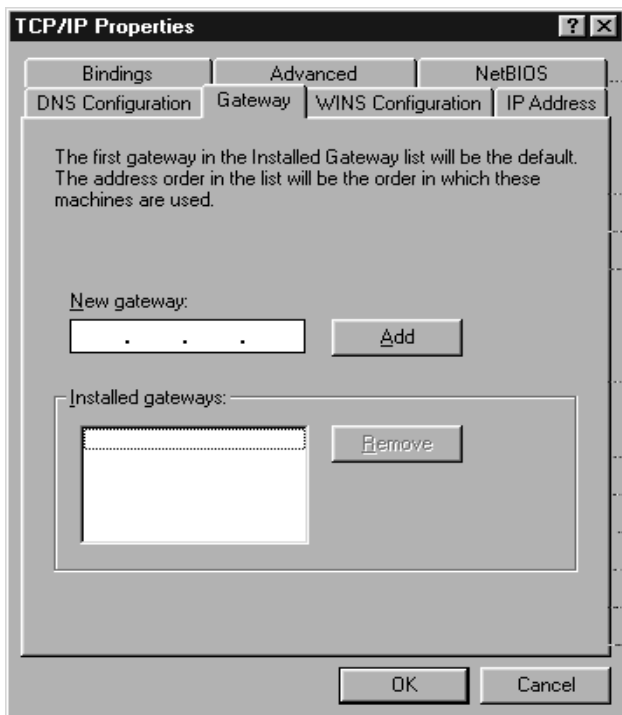 TCP/IP Properties
Bindings
Advanced
NetBIOS
DNS Configuration
Gateway
WINS Configuration
IP Address
The first gateway in the Installed Gateway list will be the default.
The address order in the list will be the order in which these
machines are used.
New gateway:
. . .
Add
Installed gateways:
Remove
OK
Cancel